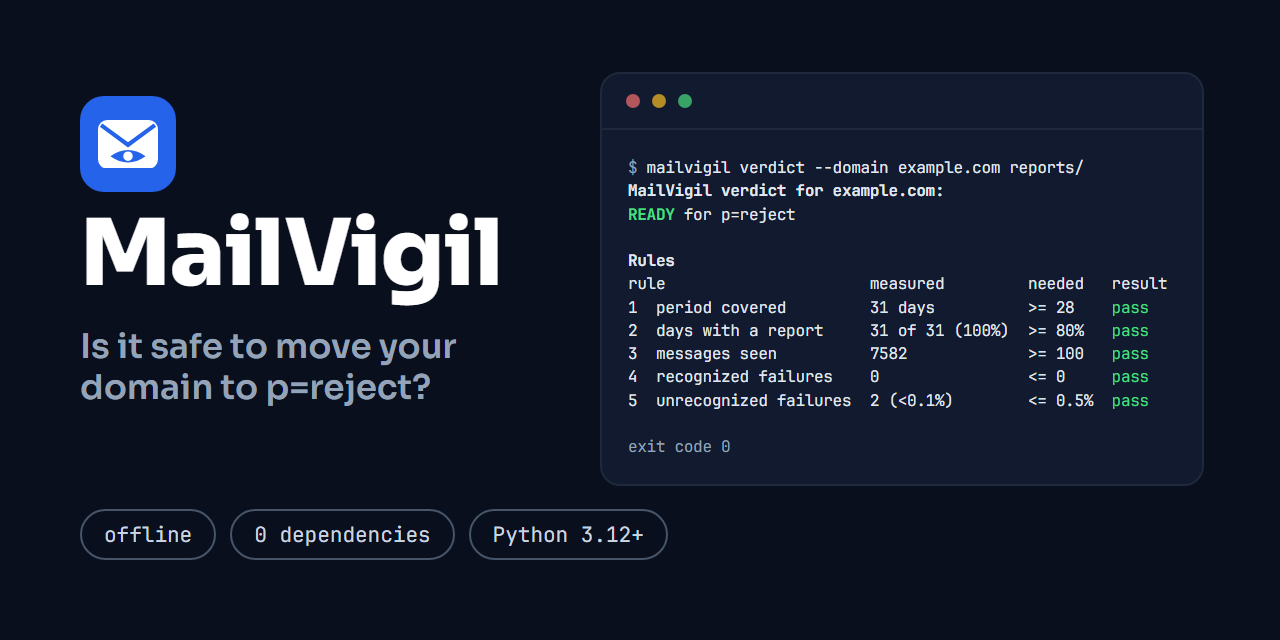 MailVigil
Is it safe to move your
domain to p=reject?
$ mailvigil verdict --domain example.com reports/
MailVigil verdict for example.com:
READY for p=reject
Rules
rule measured needed result
1 period covered 31 days >= 28 pass
2 days with a report 31 of 31 (100%) >= 80% pass
3 messages seen 7582 >= 100 pass
4 recognized failures 0 <= 0 pass
5 unrecognized failures 2 (<0.1%) <= 0.5% pass
exit code 0
offline
0 dependencies
Python 3.12+